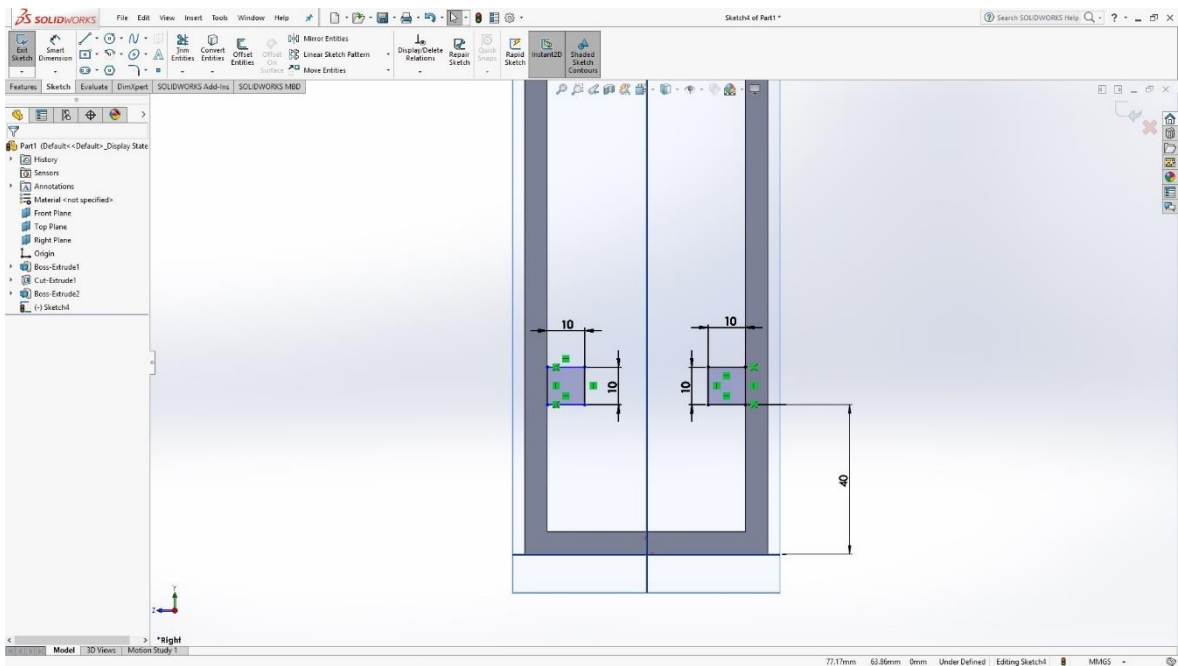 SOLIDWORKS File Edit View Insert Tools Window Help Sketch4 of Part1 * Search SOLIDWORKS Help
Exit Sketch
Smart Dimension
Trim Entities
Convert Entities
Offset Entities
Offset On Surface
Mirror Entities
Linear Sketch Pattern
Move Entities
Display/Delete Relations
Repair Sketch
Quick Snaps
Rapid Sketch
Instant2D
Shaded Sketch Contours
Features Sketch Evaluate DimXpert SOLIDWORKS Add-Ins SOLIDWORKS MBD
Part1 (Default<<Default>_Display State
History
Sensors
Annotations
Material <not specified>
Front Plane
Top Plane
Right Plane
Origin
Boss-Extrude1
Cut-Extrude1
Boss-Extrude2
(-) Sketch4
10
10
10
10
40
Y
Z
*Right
Model 3D Views Motion Study 1
77.17mm 63.86mm 0mm Under Defined Editing Sketch4 MMGS